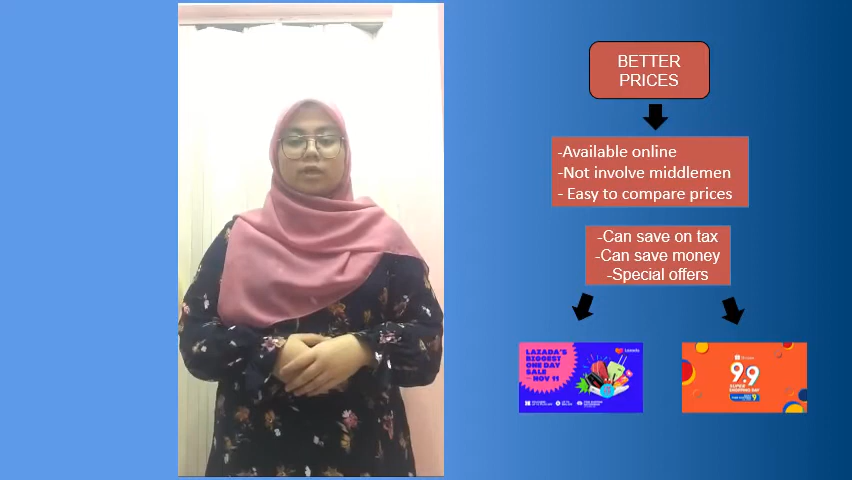 BETTER
PRICES
-Available online
-Not involve middlemen
- Easy to compare prices
-Can save on tax
-Can save money
-Special offers
LAZADA'S
BIGGEST
ONE DAY
SALE
NOV 11
Lazada
9.9
SUPER
SHOPPING DAY